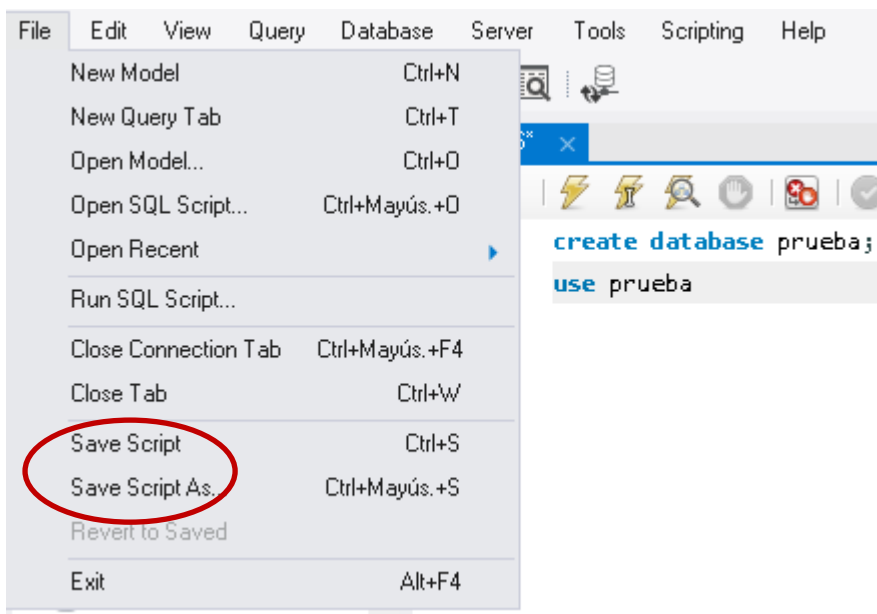 File Edit View Query Database Server Tools Scripting Help
New Model Ctrl+N
New Query Tab Ctrl+T
Open Model... Ctrl+O
Open SQL Script... Ctrl+Mayús.+O
Open Recent
Run SQL Script...
Close Connection Tab Ctrl+Mayús.+F4
Close Tab Ctrl+W
Save Script Ctrl+S
Save Script As... Ctrl+Mayús.+S
Revert to Saved
Exit Alt+F4
create database prueba;
use prueba